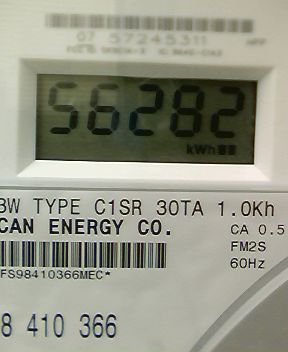 07 57245311
56282
kWh
3W TYPE C1SR 30TA 1.0Kh
CAN ENERGY CO.
CA 0.5
FM2S
60Hz
FS98410366MEC*
8 410 366